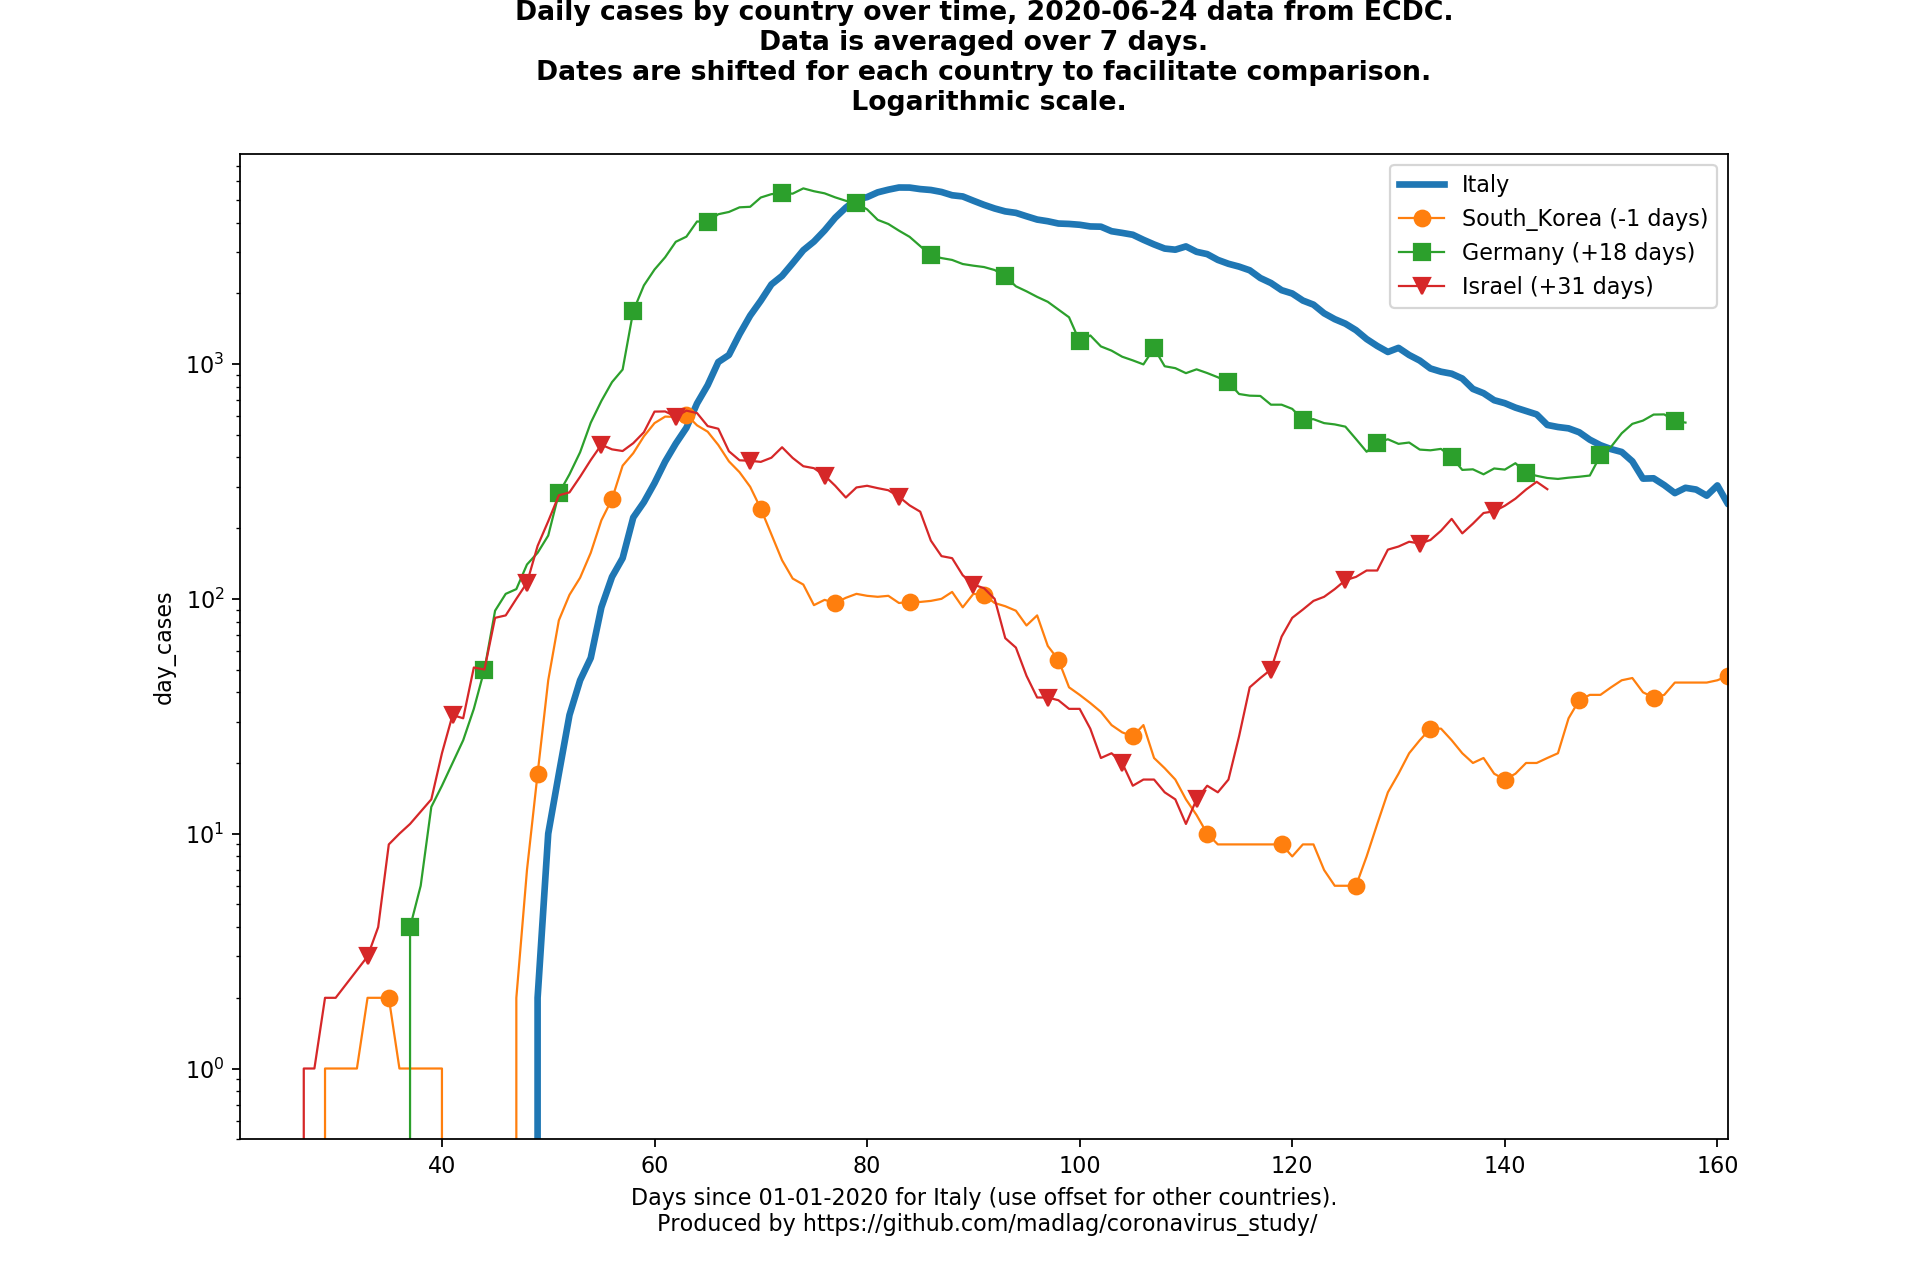 Daily cases by country over time, 2020-06-24 data from ECDC.
Data is averaged over 7 days.
Dates are shifted for each country to facilitate comparison.
Logarithmic scale.
Italy
South_Korea (-1 days)
Germany (+18 days)
Israel (+31 days)
day_cases
10³
10²
10¹
10⁰
40 60 80 100 120 140 160
Days since 01-01-2020 for Italy (use offset for other countries).
Produced by https://github.com/madlag/coronavirus_study/